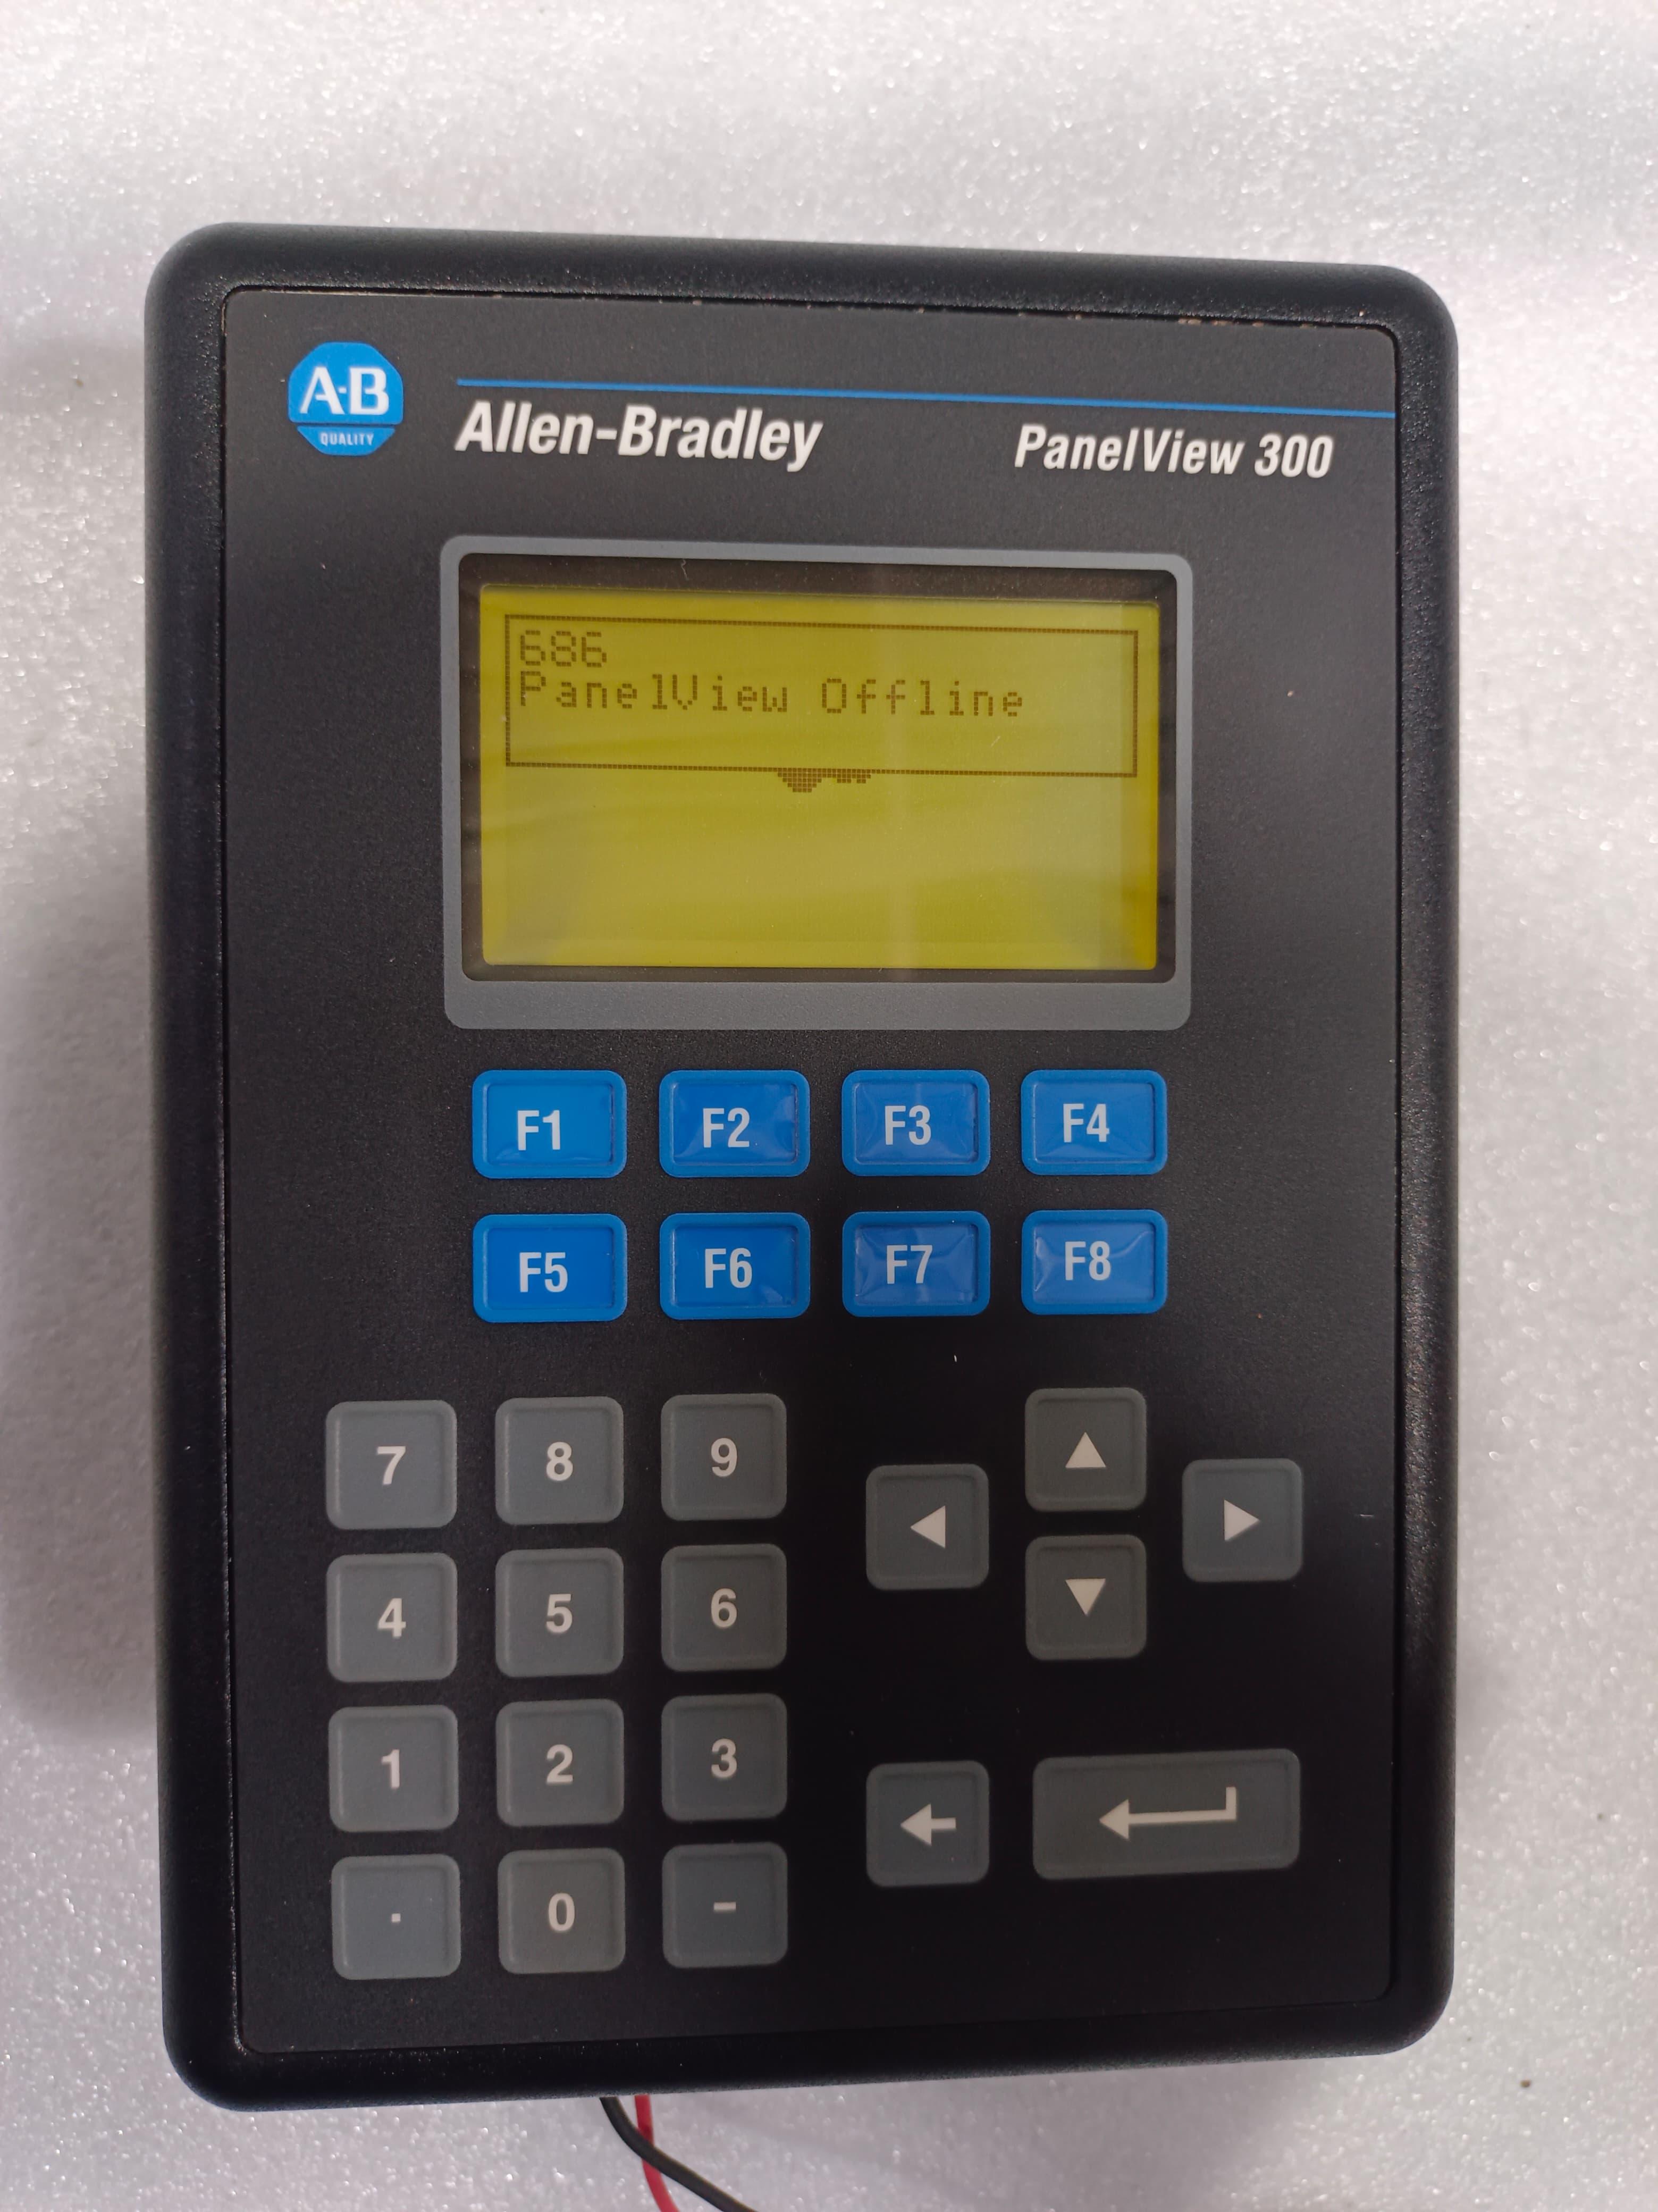 A-B
QUALITY
Allen-Bradley
PanelView 300
686
PanelView Offline
F1 F2 F3 F4
F5 F6 F7 F8
7 8 9
4 5 6
1 2 3
. 0 -